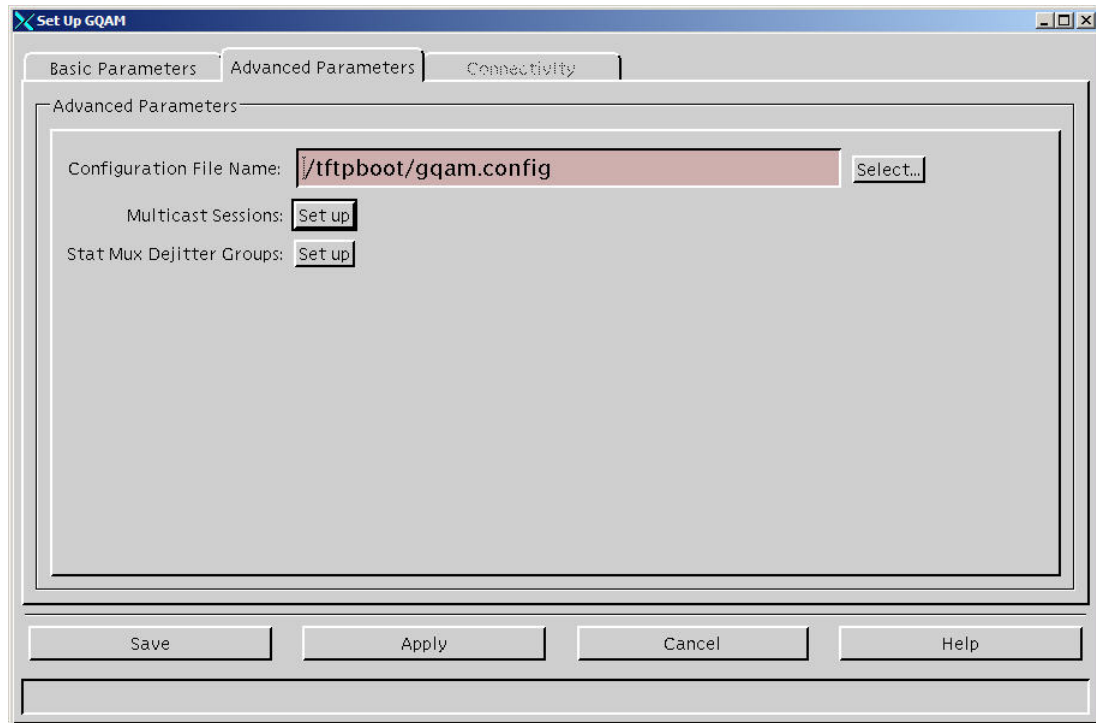 Set Up GQAM
Basic Parameters Advanced Parameters Connectivity
Advanced Parameters
Configuration File Name: /tftpboot/gqam.config Select...
Multicast Sessions: Set up
Stat Mux Dejitter Groups: Set up
Save Apply Cancel Help